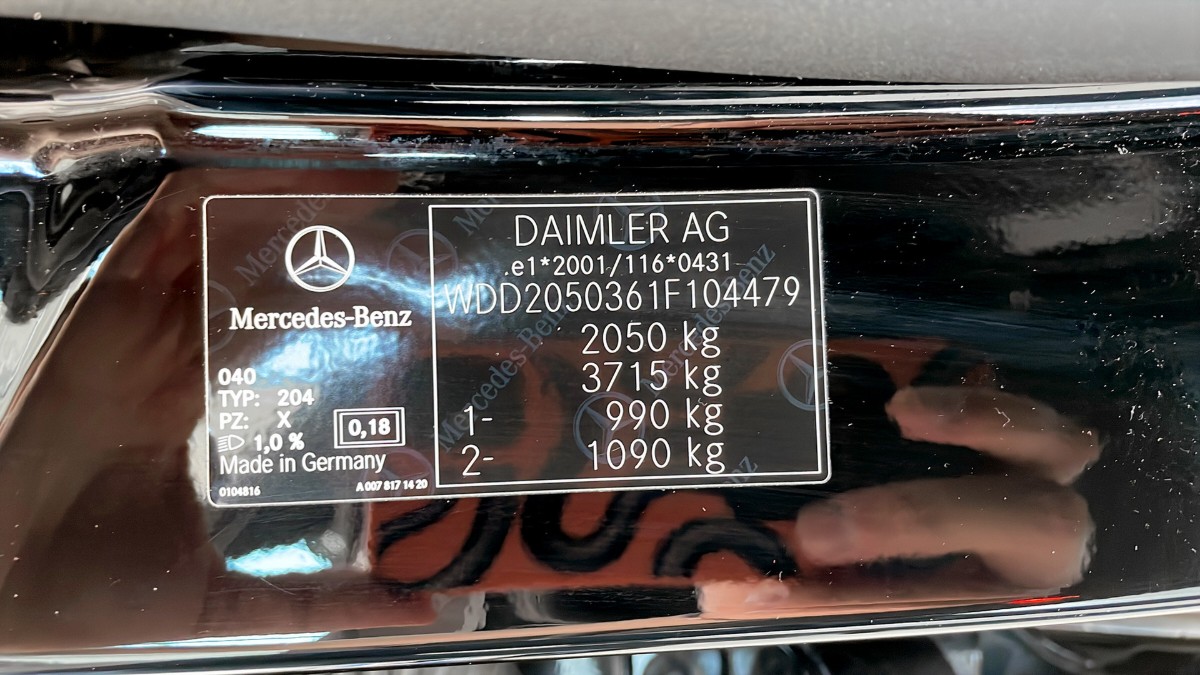 Mercedes-Benz
040
TYP: 204
PZ: X
0,18
1,0 %
Made in Germany
0104816
A 007 817 14 20
DAIMLER AG
e1*2001/116*0431
WDD2050361F104479
2050 kg
3715 kg
1- 990 kg
2- 1090 kg